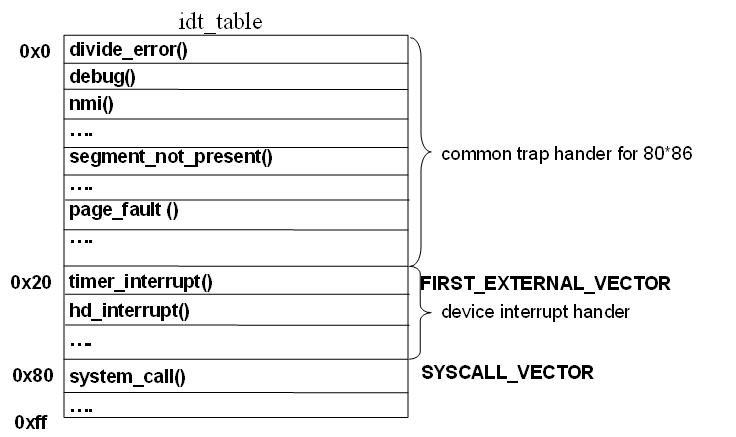 idt_table
0x0 divide_error()
debug()
nmi()
....
segment_not_present()
....
page_fault ()
....
common trap hander for 80*86
0x20 timer_interrupt() FIRST_EXTERNAL_VECTOR
hd_interrupt() device interrupt hander
....
0x80 system_call() SYSCALL_VECTOR
....
0xff